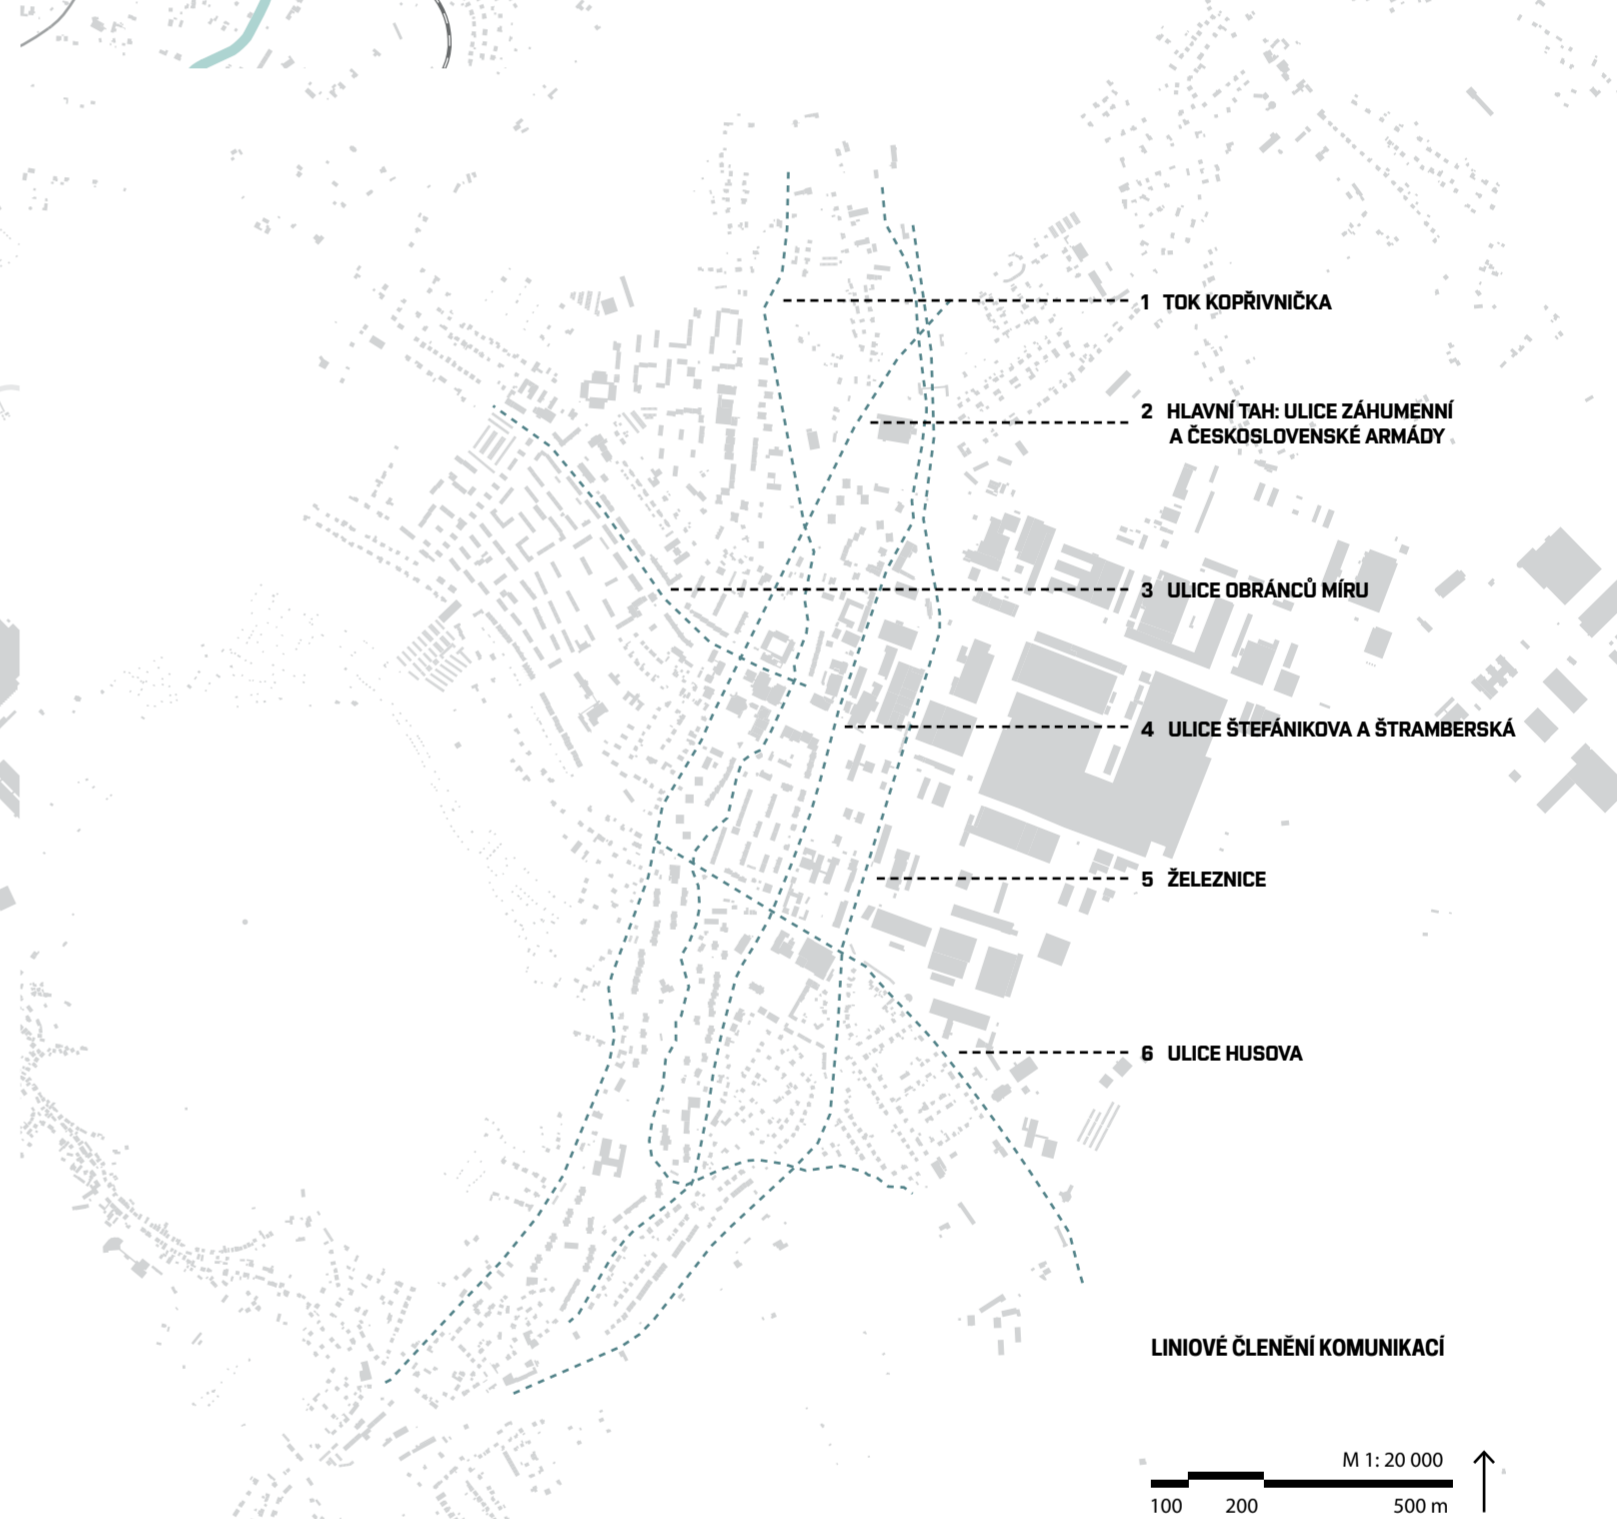 1 TOK KOPŘIVNIČKA
2 HLAVNÍ TAH: ULICE ZÁHUMENNÍ
A ČESKOSLOVENSKÉ ARMÁDY
3 ULICE OBRÁNCŮ MÍRU
4 ULICE ŠTEFÁNIKOVA A ŠTRAMBERSKÁ
5 ŽELEZNICE
6 ULICE HUSOVA
LINIOVÉ ČLENĚNÍ KOMUNIKACÍ
M 1: 20 000
100 200 500 m